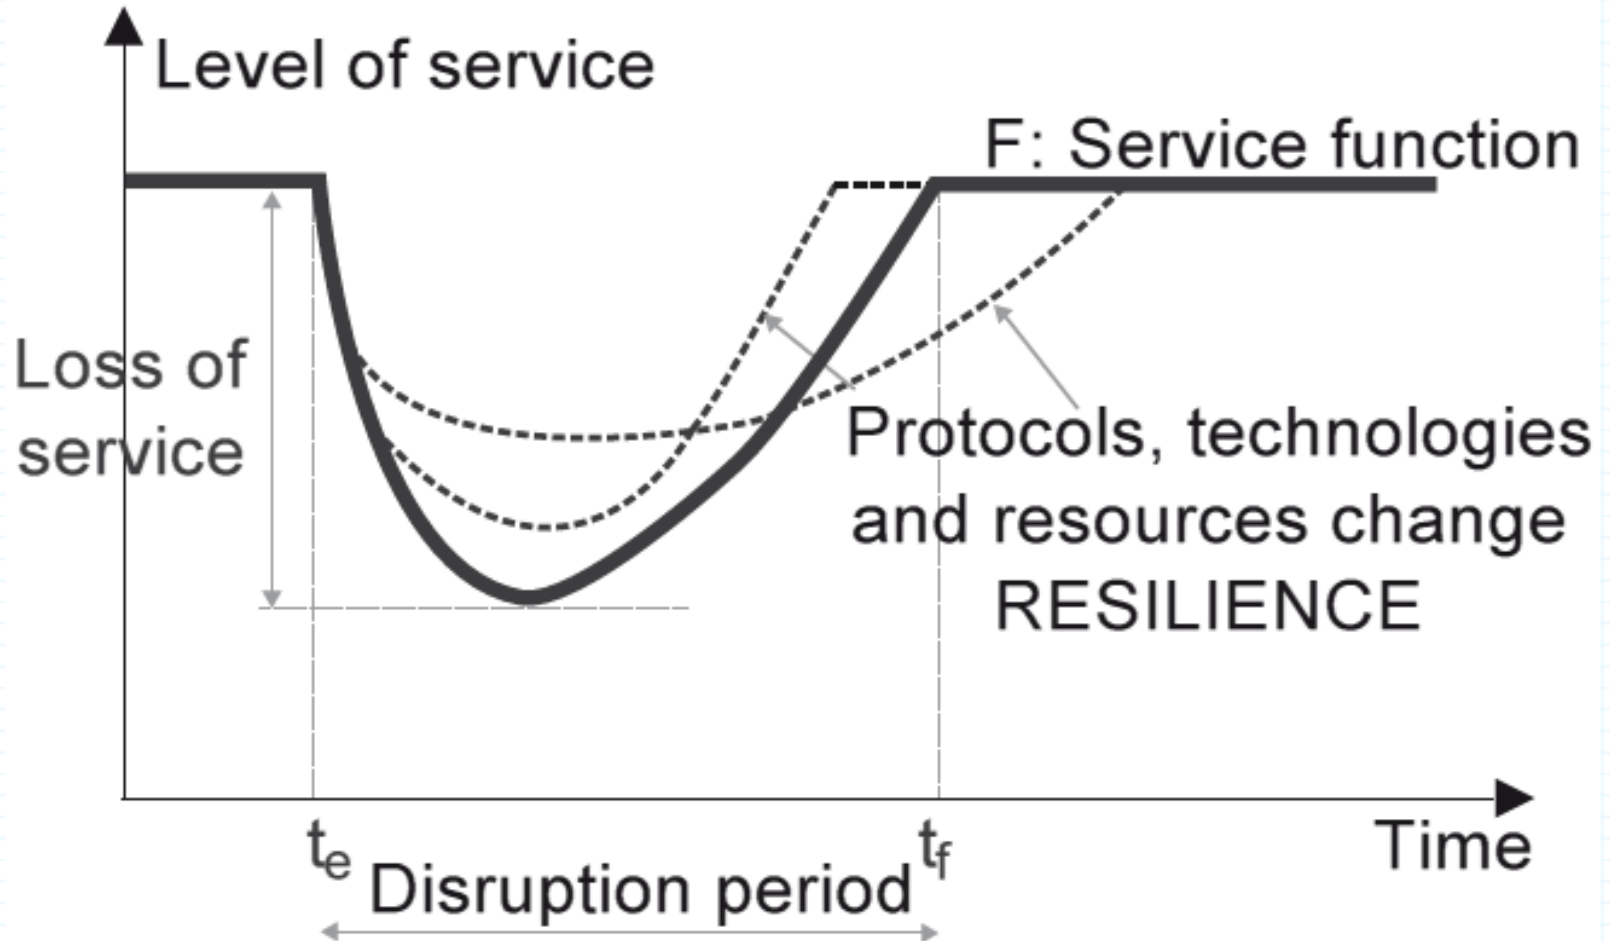 Level of service
F: Service function
Loss of
service
Protocols, technologies
and resources change
RESILIENCE
te
tf
Time
Disruption period